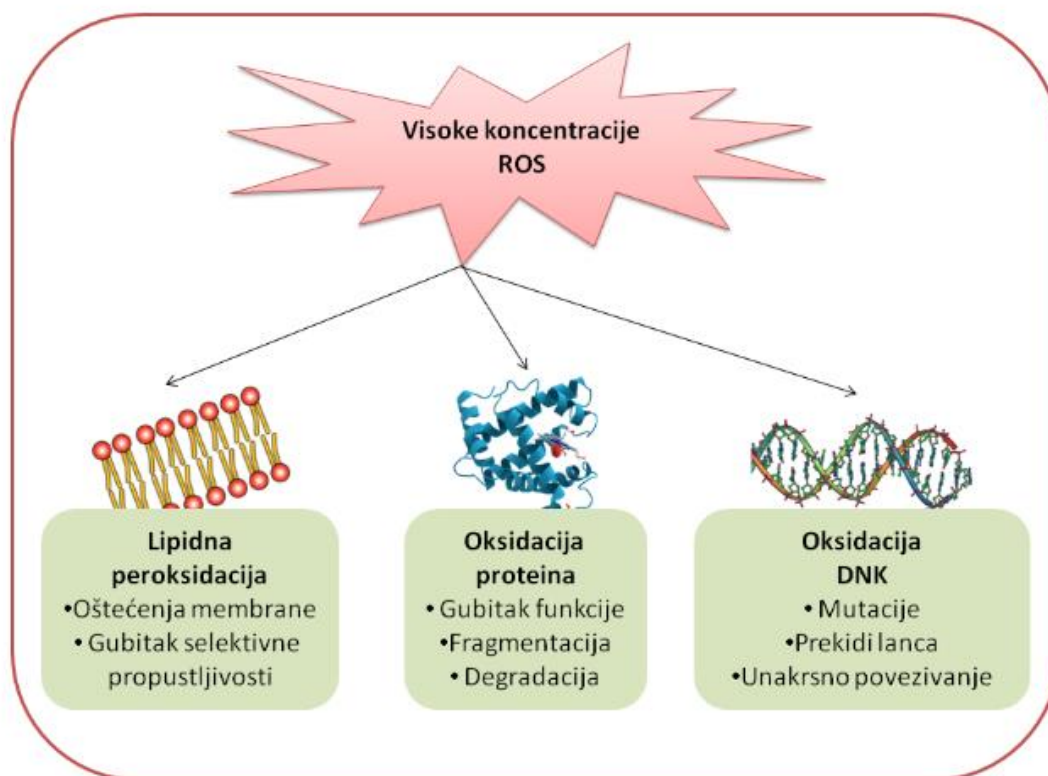 Visoke koncentracije
ROS
Lipidna
peroksidacija
•Oštećenja membrane
• Gubitak selektivne
propustljivosti
Oksidacija
proteina
• Gubitak funkcije
•Fragmentacija
• Degradacija
Oksidacija
DNK
• Mutacije
•Prekidi lanca
•Unakrsno povezivanje